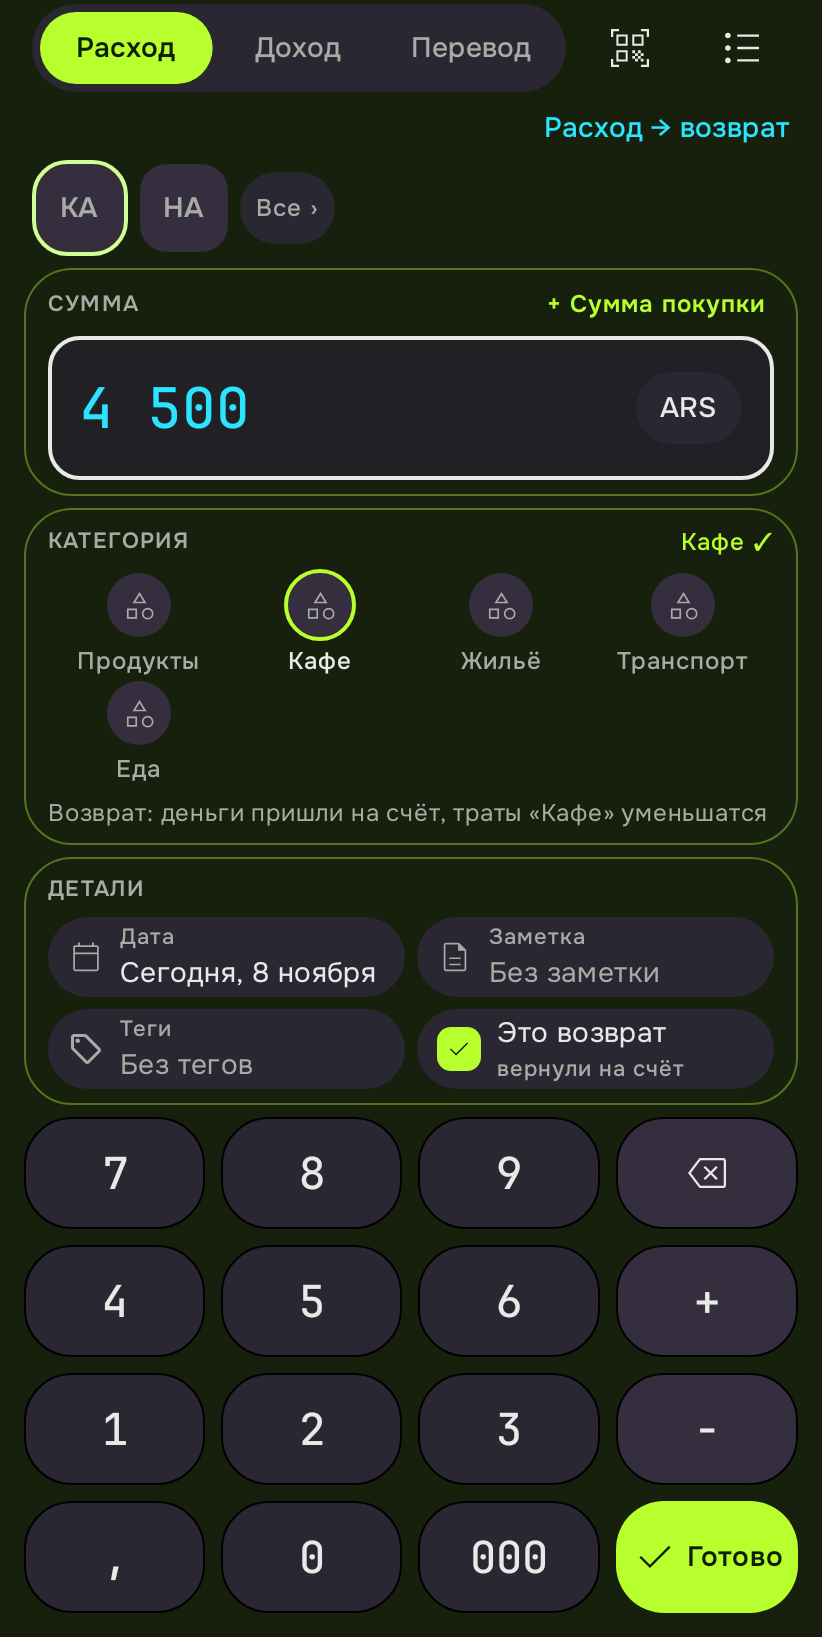 Расход Доход Перевод
Расход → возврат
КА НА Все ›
СУММА + Сумма покупки
4 500 ARS
КАТЕГОРИЯ Кафе ✓
Продукты Кафе Жильё Транспорт
Еда
Возврат: деньги пришли на счёт, траты «Кафе» уменьшатся
ДЕТАЛИ
Дата Заметка
Сегодня, 8 ноября Без заметки
Теги Это возврат
Без тегов вернули на счёт
7 8 9
4 5 6 +
1 2 3 -
, 0 000 Готово